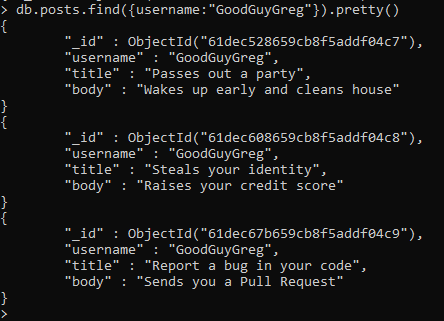 > db.posts.find({username:"GoodGuyGreg"}).pretty()
{
        "_id" : ObjectId("61dec528659cb8f5addf04c7"),
        "username" : "GoodGuyGreg",
        "title" : "Passes out a party",
        "body" : "Wakes up early and cleans house"
}
{
        "_id" : ObjectId("61dec608659cb8f5addf04c8"),
        "username" : "GoodGuyGreg",
        "title" : "Steals your identity",
        "body" : "Raises your credit score"
}
{
        "_id" : ObjectId("61dec67b659cb8f5addf04c9"),
        "username" : "GoodGuyGreg",
        "title" : "Report a bug in your code",
        "body" : "Sends you a Pull Request"
}
>